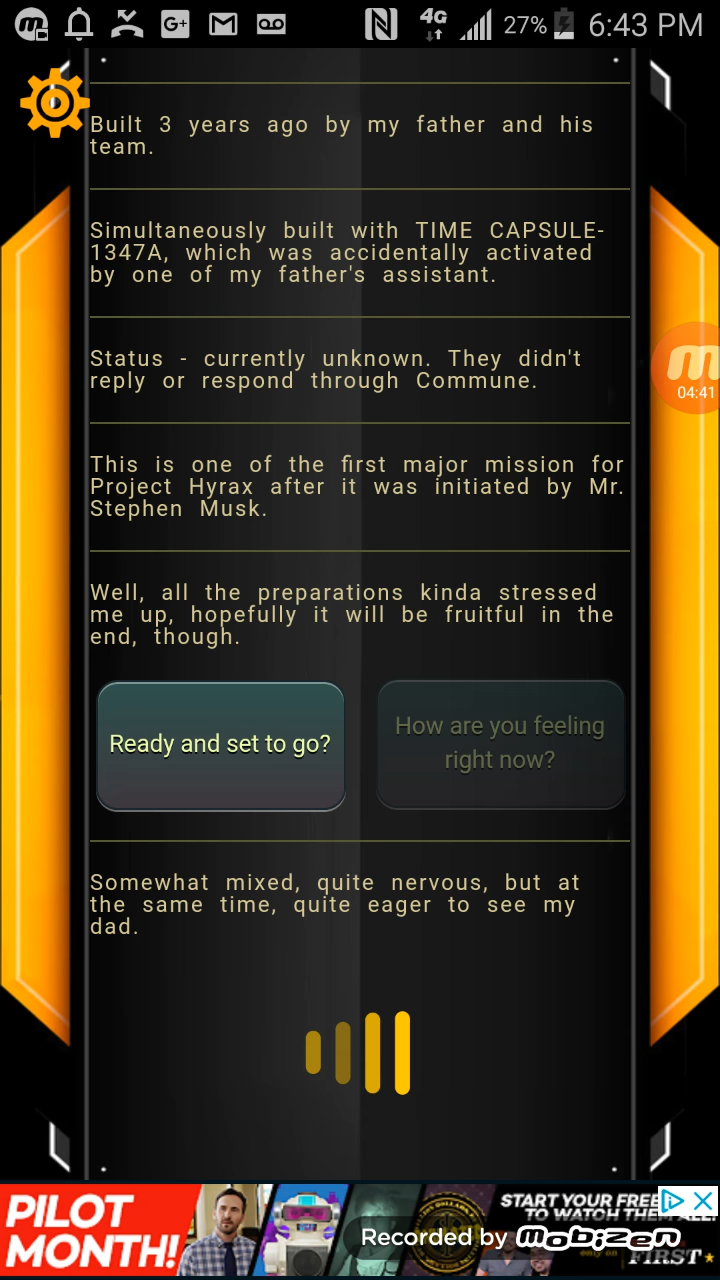 G+
4G
27%
6:43 PM
Built 3 years ago by my father and his
team.
Simultaneously built with TIME CAPSULE-
1347A, which was accidentally activated
by one of my father's assistant.
04:41
Status - currently unknown. They didn't
reply or respond through Commune.
This is one of the first major mission for
Project Hyrax after it was initiated by Mr.
Stephen Musk.
Well, all the preparations kinda stressed
me up, hopefully it will be fruitful in the
end, though.
Ready and set to go?
How are you feeling
right now?
Somewhat mixed, quite nervous, but at
the same time, quite eager to see my
dad.
PILOT
MONTH!
START YOUR FREE
TO WATCH THEM ALL!
Recorded by mobizen
only on FIRST